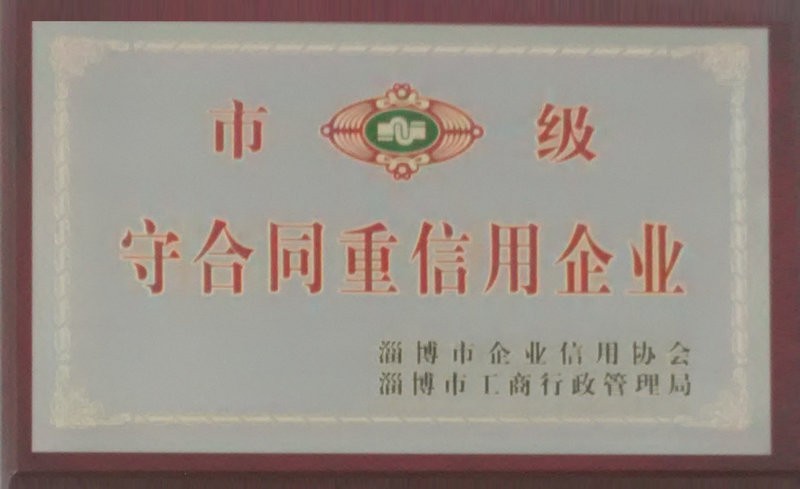 市 级
守合同重信用企业
淄博市企业信用协会
淄博市工商行政管理局